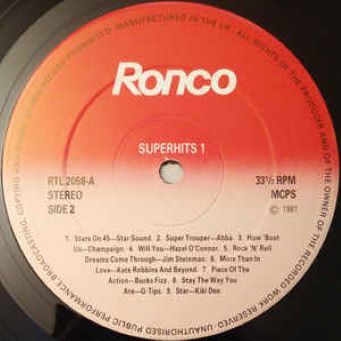 Ronco
SUPERHITS 1
RTL 2058-A
STEREO
SIDE 2
33⅓ RPM
MCPS
© 1981
1. Stars On 45—Star Sound. 2. Super Trouper—Abba. 3. How 'Bout
Us—Champaign. 4. Will You—Hazel O'Connor. 5. Rock 'N' Roll
Dreams Come Through—Jim Steinman. 6. More Than In
Love—Kate Robbins And Beyond. 7. Piece Of The
Action—Bucks Fizz. 8. Stay The Way You
Are—Q-Tips. 9. Star—Kiki Dee.
MANUFACTURED IN THE U.K. ALL RIGHTS OF THE PRODUCER AND OF THE OWNER OF THE RECORDED WORK RESERVED. UNAUTHORISED PUBLIC PERFORMANCE, BROADCASTING, COPYING AND PROHIBITED.